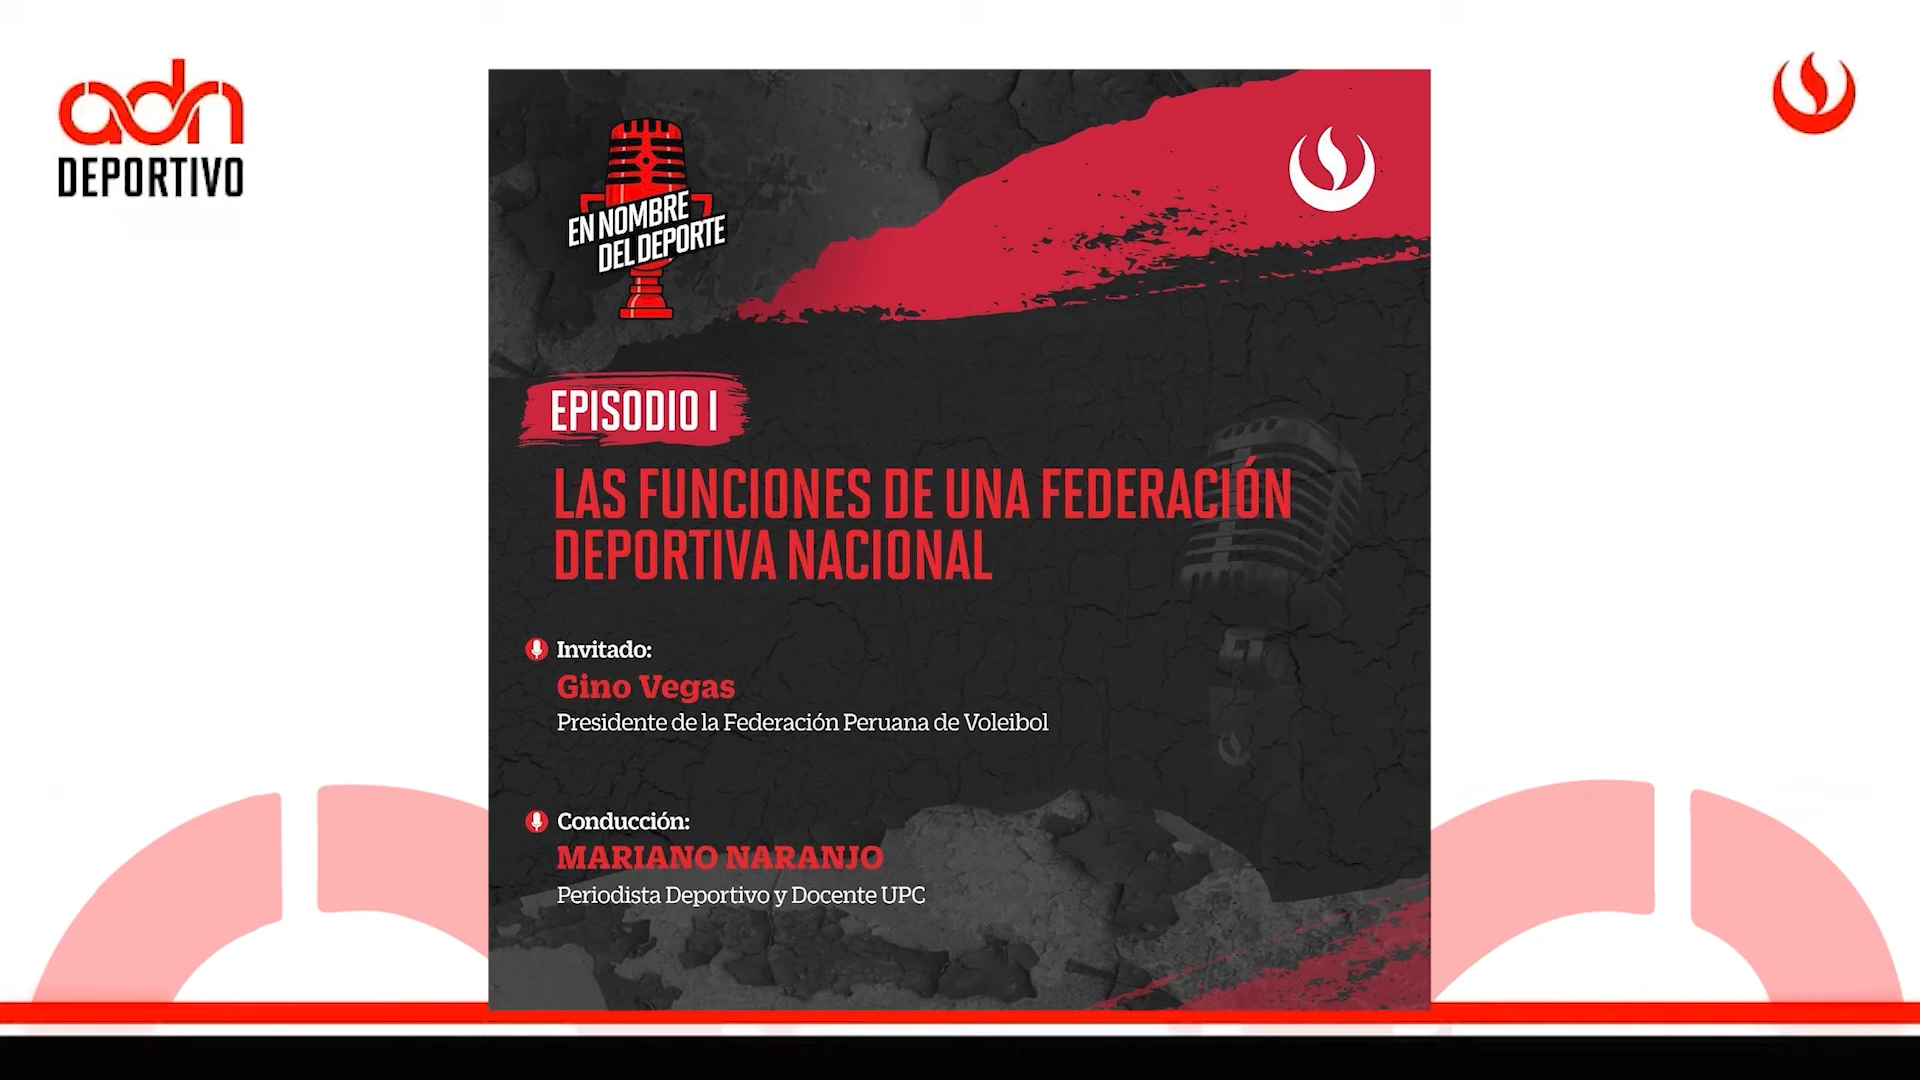 adn
DEPORTIVO
EN NOMBRE
DEL DEPORTE
EPISODIO I
LAS FUNCIONES DE UNA FEDERACIÓN
DEPORTIVA NACIONAL
Invitado:
Gino Vegas
Presidente de la Federación Peruana de Voleibol
Conducción:
MARIANO NARANJO
Periodista Deportivo y Docente UPC